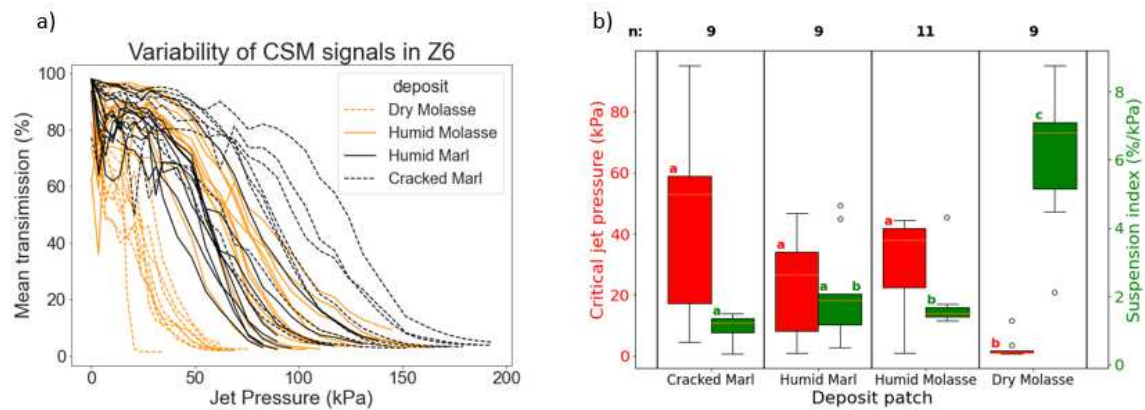 a)
Variability of CSM signals in Z6
100
80
60
40
20
0
Mean transimission (%)
deposit
Dry Molasse
Humid Molasse
Humid Marl
Cracked Marl
0 50 100 150 200
Jet Pressure (kPa)
b)
n: 9 9 11 9
80
60
40
20
0
Critical jet pressure (kPa)
a a a a a b a b b c
8
6
4
2
0
Suspension index (%/kPa)
Cracked Marl Humid Marl Humid Molasse Dry Molasse
Deposit patch